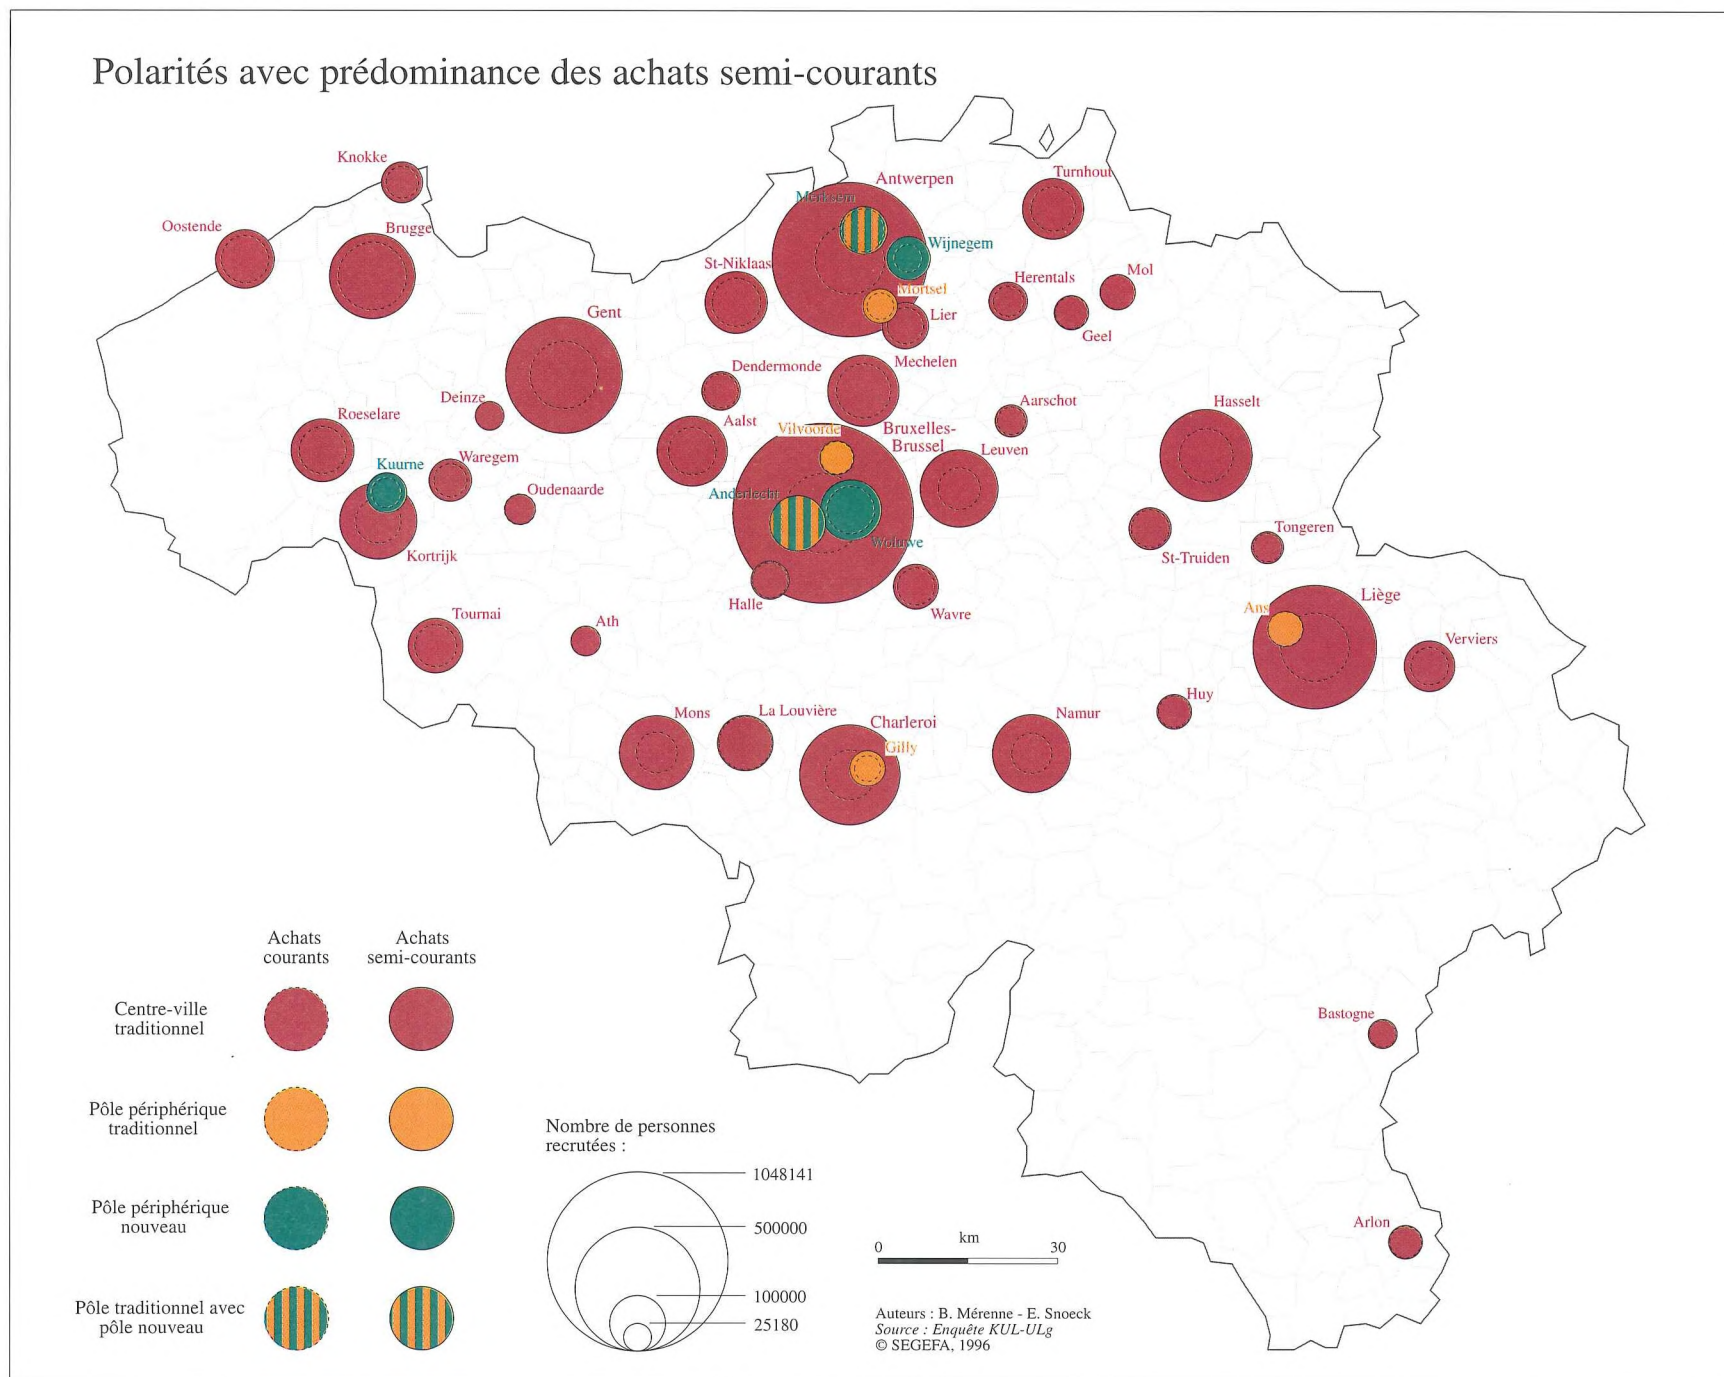 Polarités avec prédominance des achats semi-courants
Knokke
Oostende
Brugge
Antwerpen
Merksem
Turnhout
Wijnegem
St-Niklaas
Herentals
Mol
Mortsel
Lier
Geel
Gent
Dendermonde
Mechelen
Deinze
Roeselare
Aalst
Aarschot
Hasselt
Vilvoorde
Bruxelles-
Brussel
Leuven
Kuurne
Waregem
Oudenaarde
Anderlecht
Woluwe
Kortrijk
St-Truiden
Tongeren
Halle
Wavre
Tournai
Ath
Ans
Liège
Verviers
Huy
Mons
La Louvière
Charleroi
Gilly
Namur
Bastogne
Arlon
Achats
courants
Achats
semi-courants
Centre-ville
traditionnel
Pôle périphérique
traditionnel
Pôle périphérique
nouveau
Pôle traditionnel avec
pôle nouveau
Nombre de personnes
recrutées :
1048141
500000
100000
25180
km
0 30
Auteurs : B. Mérenne - E. Snoeck
Source : Enquête KUL-ULg
© SEGEFA, 1996